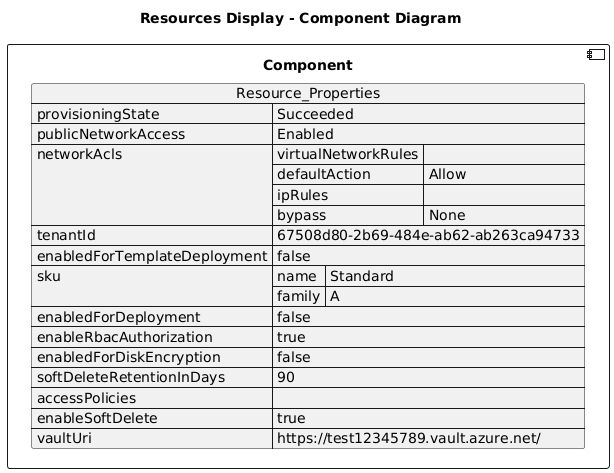 Resources Display - Component Diagram
Component
Resource_Properties
provisioningState Succeeded
publicNetworkAccess Enabled
networkAcls virtualNetworkRules
defaultAction Allow
ipRules
bypass None
tenantId 67508d80-2b69-484e-ab62-ab263ca94733
enabledForTemplateDeployment false
sku name Standard
family A
enabledForDeployment false
enableRbacAuthorization true
enabledForDiskEncryption false
softDeleteRetentionInDays 90
accessPolicies
enableSoftDelete true
vaultUri https://test12345789.vault.azure.net/